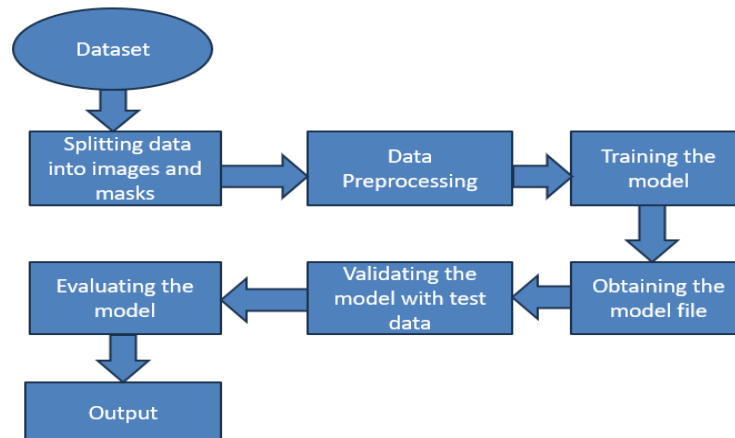 Dataset
Splitting data
into images and
masks
Data
Preprocessing
Training the
model
Obtaining the
model file
Validating the
model with test
data
Evaluating the
model
Output